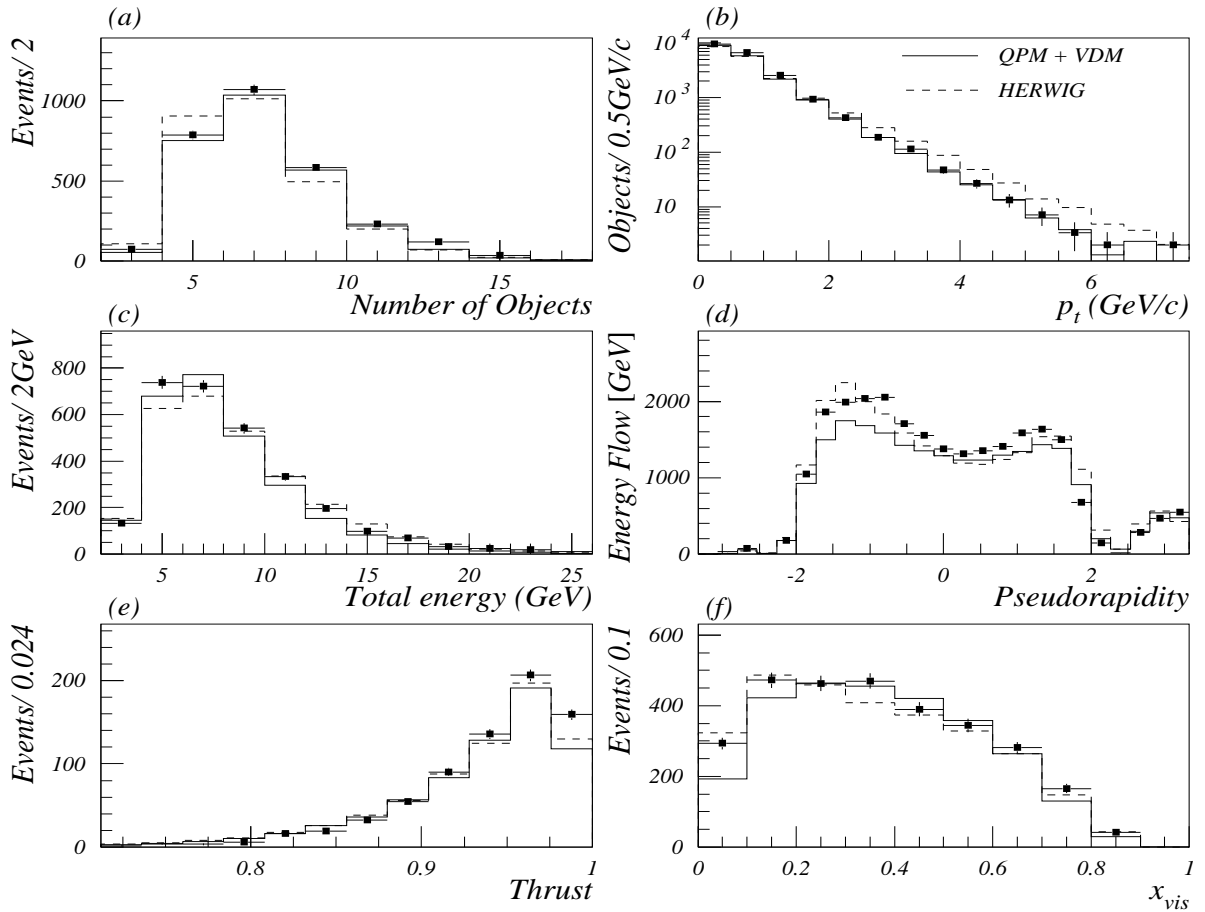 (a)
Events/ 2
1000
500
0
5
10
15
Number of Objects
(b)
Objects/ 0.5GeV/c
10^4
10^3
10^2
10
QPM + VDM
HERWIG
0
2
4
6
p_t (GeV/c)
(c)
Events/ 2GeV
800
600
400
200
0
5
10
15
20
25
Total energy (GeV)
(d)
Energy Flow [GeV]
2000
1000
0
-2
0
2
Pseudorapidity
(e)
Events/ 0.024
200
100
0
0.8
0.9
1
Thrust
(f)
Events/ 0.1
600
400
200
0
0
0.2
0.4
0.6
0.8
1
x_vis